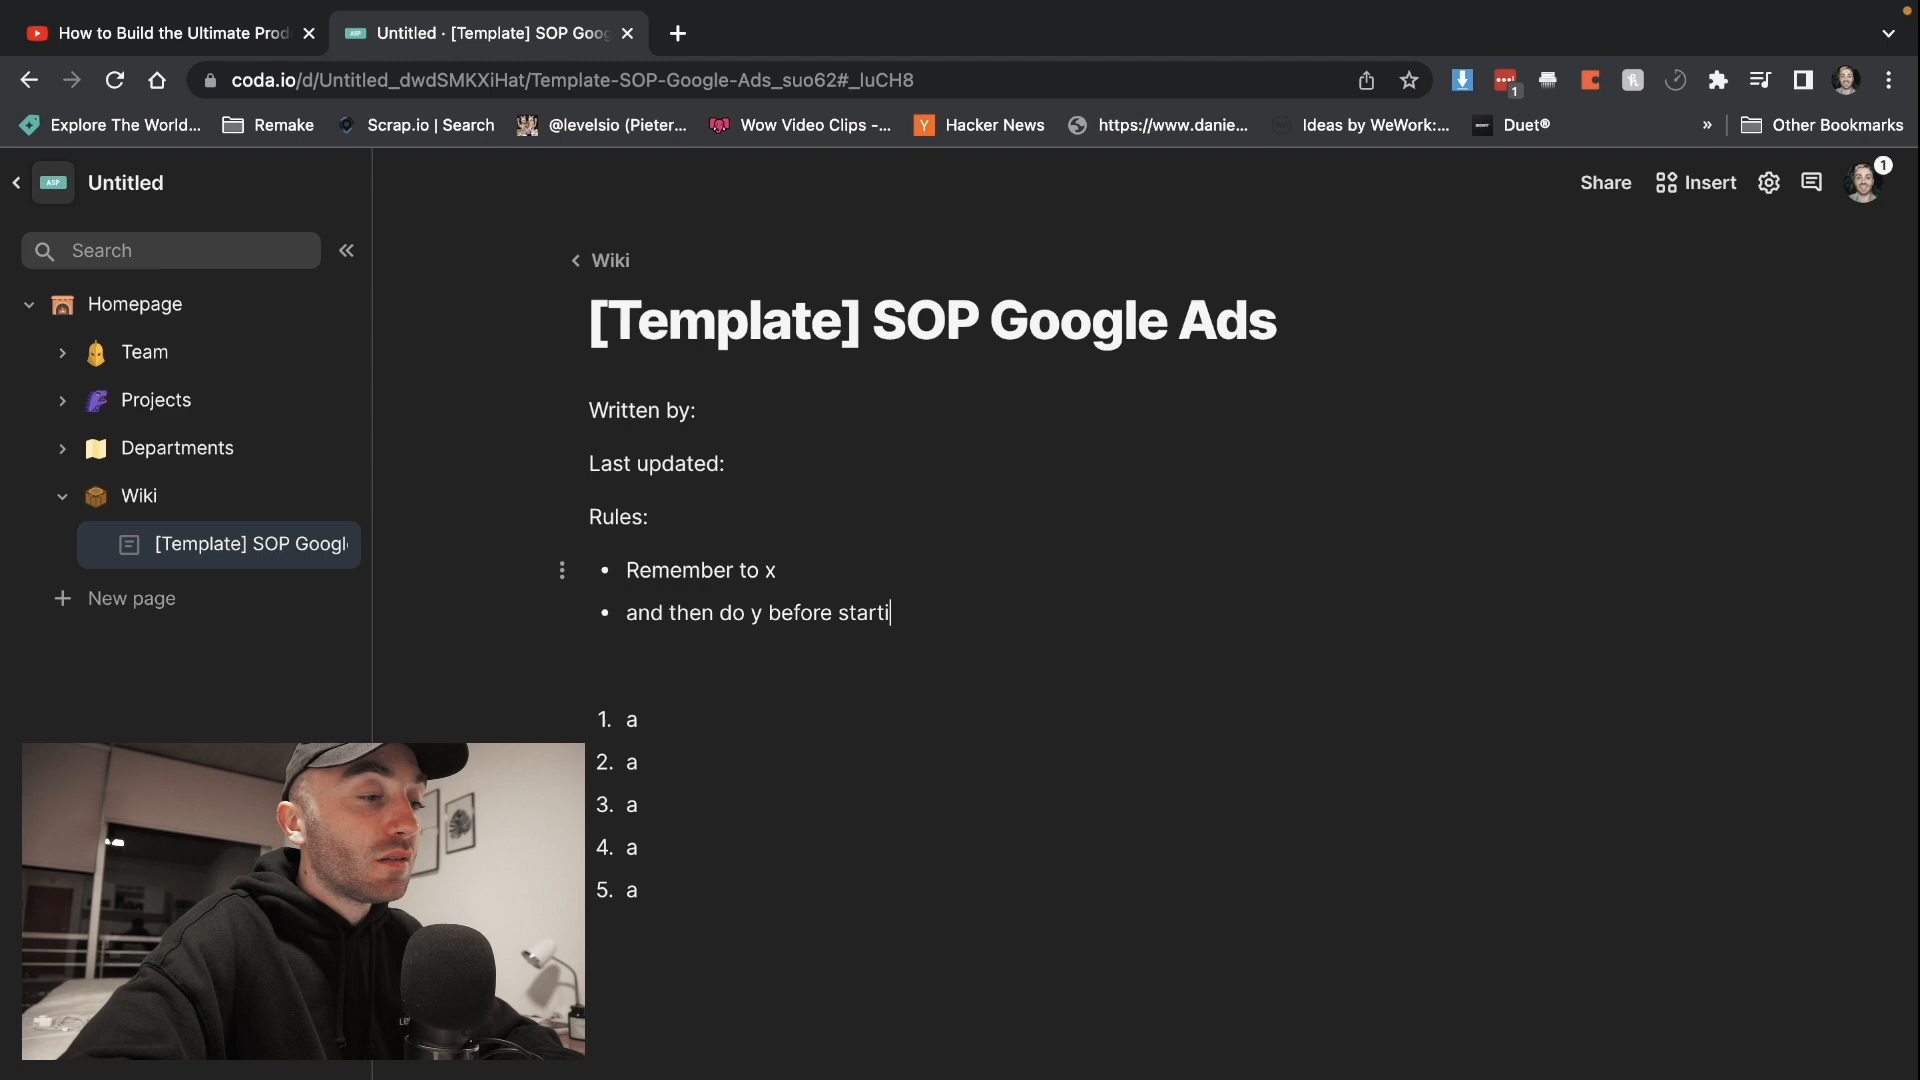 How to Build the Ultimate Prod
Untitled · [Template] SOP Goog
coda.io/d/Untitled_dwdSMKXiHat/Template-SOP-Google-Ads_suo62#_luCH8
1
Explore The World...
Remake
Scrap.io | Search
@levelsio (Pieter...
Wow Video Clips -...
Hacker News
https://www.danie...
Ideas by WeWork:...
Duet®
»
Other Bookmarks
ASP
Untitled
Share
Insert
1
Search
Homepage
Team
Projects
Departments
Wiki
[Template] SOP Googl
New page
Wiki
[Template] SOP Google Ads
Written by:
Last updated:
Rules:
• Remember to x
• and then do y before starti
1. a
2. a
3. a
4. a
5. a